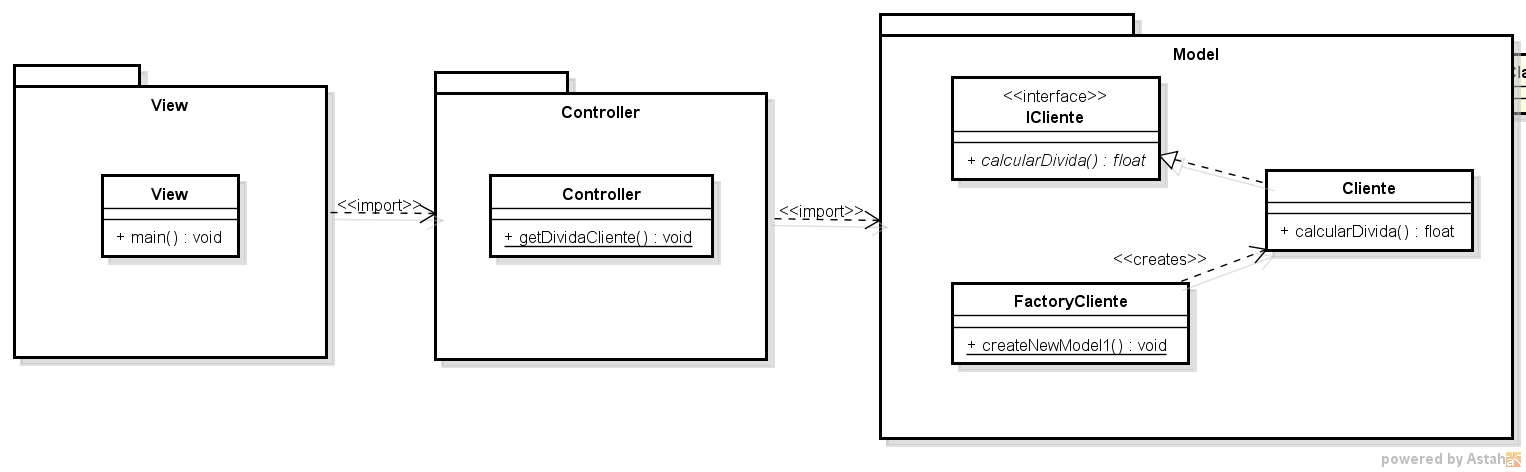 View
View
+ main() : void
<<import>>
Controller
Controller
+ getDividaCliente() : void
<<import>>
Model
<<interface>>
ICliente
+ calcularDivida() : float
Cliente
+ calcularDivida() : float
<<creates>>
FactoryCliente
+ createNewModel1() : void
powered by Astah